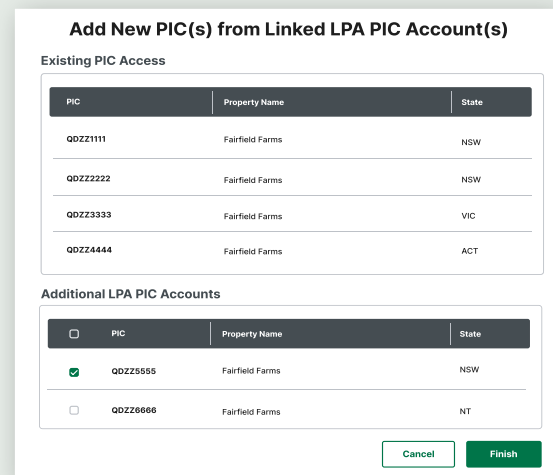 Add New PIC(s) from Linked LPA PIC Account(s)
Existing PIC Access
PIC Property Name State
QDZZ1111 Fairfield Farms NSW
QDZZ2222 Fairfield Farms NSW
QDZZ3333 Fairfield Farms VIC
QDZZ4444 Fairfield Farms ACT
Additional LPA PIC Accounts
PIC Property Name State
QDZZ5555 Fairfield Farms NSW
QDZZ6666 Fairfield Farms NT
Cancel Finish